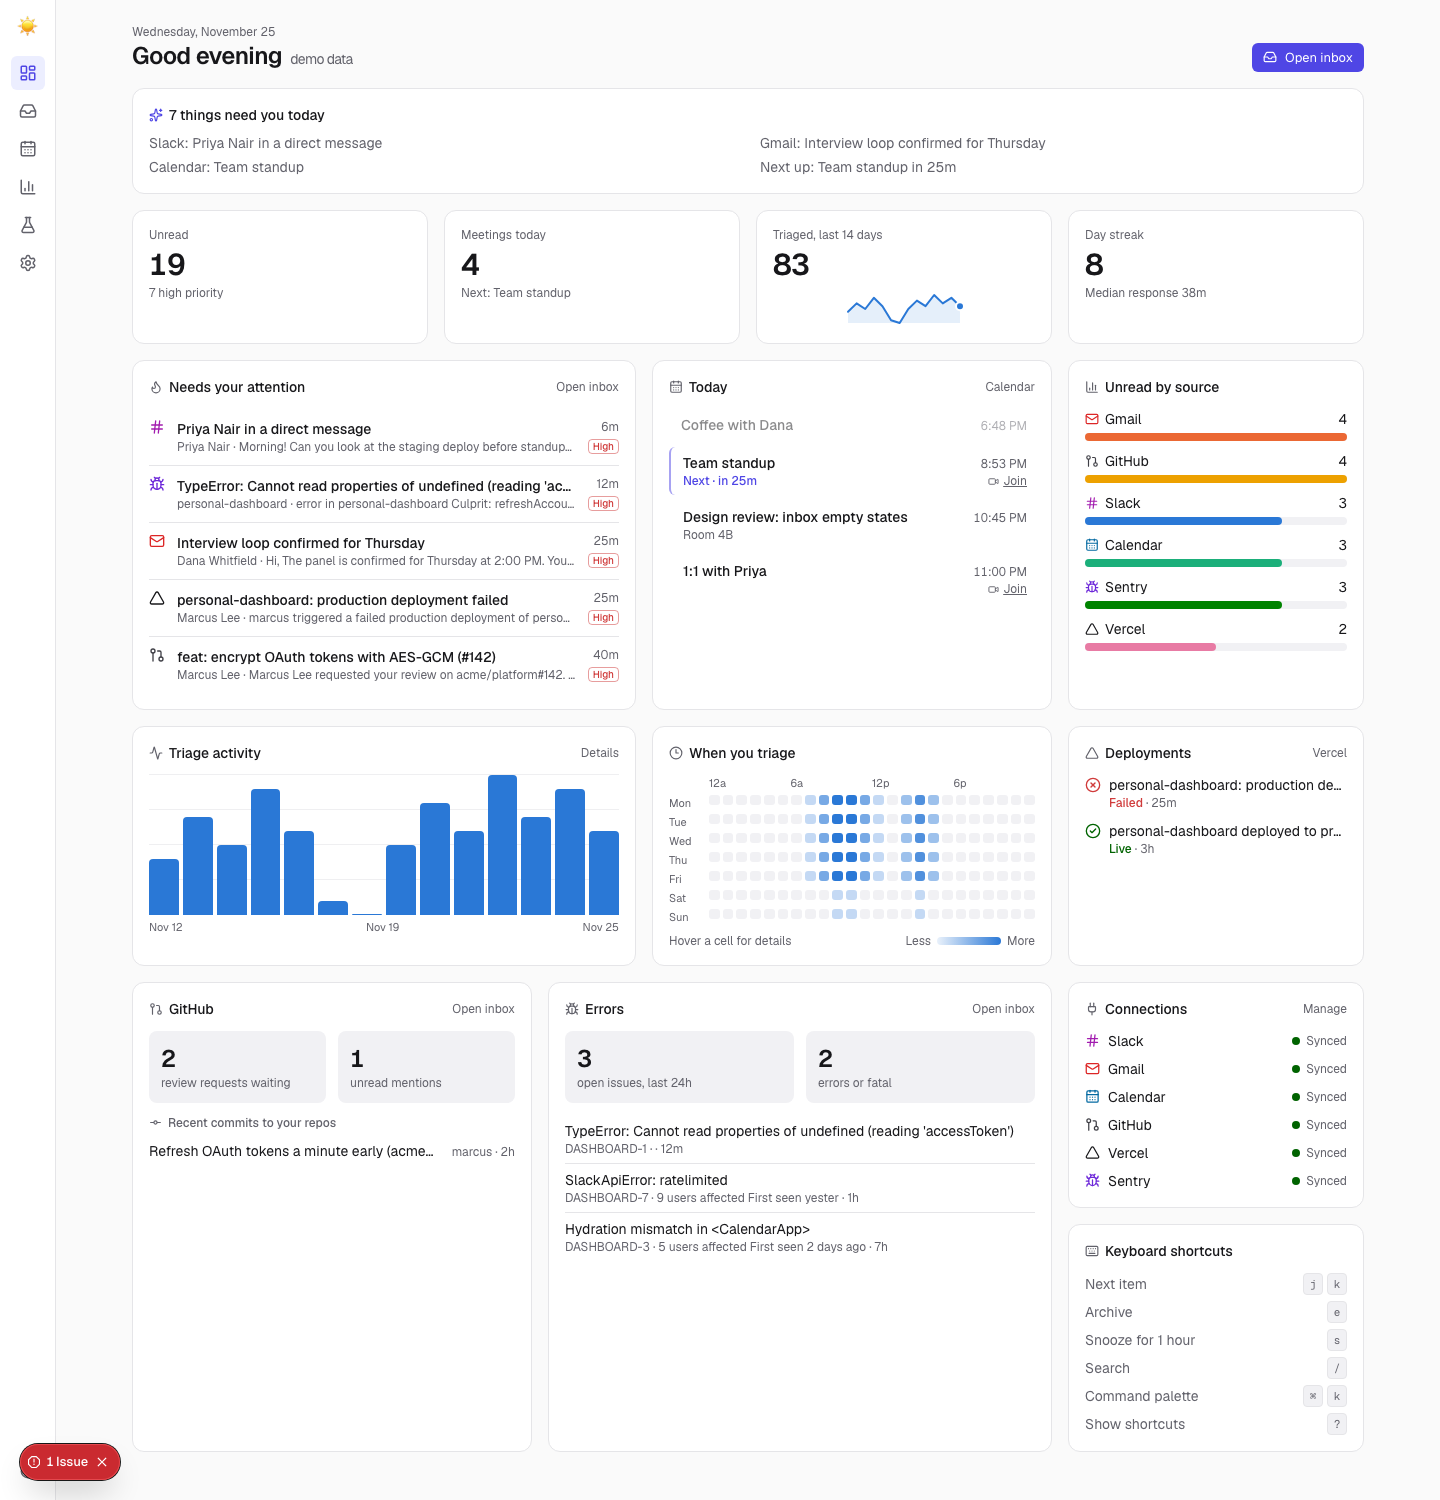 Wednesday, November 25
Good evening demo data
Open inbox
7 things need you today
Slack: Priya Nair in a direct message
Gmail: Interview loop confirmed for Thursday
Calendar: Team standup
Next up: Team standup in 25m
Unread
19
7 high priority
Meetings today
4
Next: Team standup
Triaged, last 14 days
83
Day streak
8
Median response 38m
Needs your attention
Open inbox
Priya Nair in a direct message
6m
Priya Nair · Morning! Can you look at the staging deploy before standup...
High
TypeError: Cannot read properties of undefined (reading 'ac...
12m
personal-dashboard · error in personal-dashboard Culprit: refreshAccou...
High
Interview loop confirmed for Thursday
25m
Dana Whitfield · Hi, The panel is confirmed for Thursday at 2:00 PM. You...
High
personal-dashboard: production deployment failed
25m
Marcus Lee · marcus triggered a failed production deployment of perso...
High
feat: encrypt OAuth tokens with AES-GCM (#142)
40m
Marcus Lee · Marcus Lee requested your review on acme/platform#142. ...
High
Today
Calendar
Coffee with Dana
6:48 PM
Team standup
8:53 PM
Next · in 25m
Join
Design review: inbox empty states
10:45 PM
Room 4B
1:1 with Priya
11:00 PM
Join
Unread by source
Gmail 4
GitHub 4
Slack 3
Calendar 3
Sentry 3
Vercel 2
Triage activity
Details
Nov 12 Nov 19 Nov 25
When you triage
12a 6a 12p 6p
Mon
Tue
Wed
Thu
Fri
Sat
Sun
Hover a cell for details
Less More
Deployments
Vercel
personal-dashboard: production de...
Failed · 25m
personal-dashboard deployed to pr...
Live · 3h
GitHub
Open inbox
2
review requests waiting
1
unread mentions
Recent commits to your repos
Refresh OAuth tokens a minute early (acme...
marcus · 2h
Errors
Open inbox
3
open issues, last 24h
2
errors or fatal
TypeError: Cannot read properties of undefined (reading 'accessToken')
DASHBOARD-1 · · 12m
SlackApiError: ratelimited
DASHBOARD-7 · 9 users affected First seen yester · 1h
Hydration mismatch in <CalendarApp>
DASHBOARD-3 · 5 users affected First seen 2 days ago · 7h
Connections
Manage
Slack Synced
Gmail Synced
Calendar Synced
GitHub Synced
Vercel Synced
Sentry Synced
Keyboard shortcuts
Next item j k
Archive e
Snooze for 1 hour s
Search /
Command palette ⌘ k
Show shortcuts ?
1 Issue